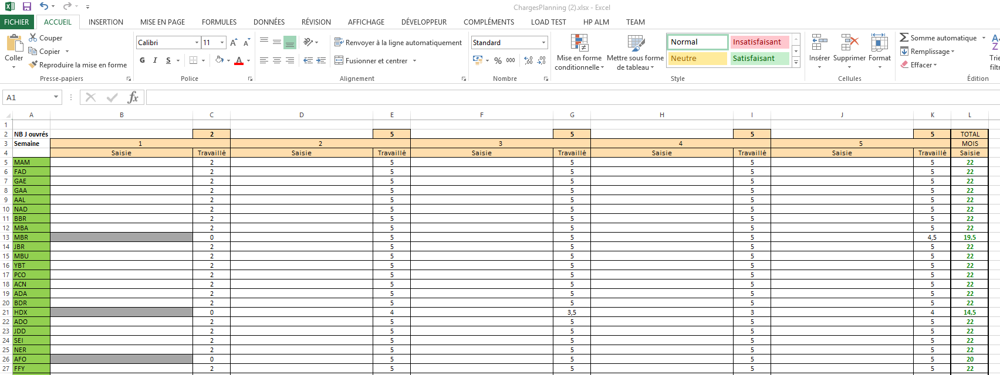 ChargesPlanning (2).xlsx - Excel
FICHIER ACCUEIL INSERTION MISE EN PAGE FORMULES DONNÉES RÉVISION AFFICHAGE DÉVELOPPEUR COMPLÉMENTS LOAD TEST HP ALM TEAM
Coller
Couper
Copier
Reproduire la mise en forme
Presse-papiers
Calibri 11
G I S
Police
Renvoyer à la ligne automatiquement
Fusionner et centrer
Alignement
Standard
% 000
Nombre
Mise en forme conditionnelle
Mettre sous forme de tableau
Normal Insatisfaisant
Neutre Satisfaisant
Style
Insérer Supprimer Format
Cellules
Somme automatique
Remplissage
Effacer
Trie
filtr
Édition
A1 fx
A B C D E F G H I J K L
1
2 NB J ouvrés 2 5 5 5 5 TOTAL
3 Semaine 1 2 3 4 5 MOIS
4 Saisie Travaillé Saisie Travaillé Saisie Travaillé Saisie Travaillé Saisie Travaillé Saisie
5 MAM 2 5 5 5 5 22
6 FAD 2 5 5 5 5 22
7 GAE 2 5 5 5 5 22
8 GAA 2 5 5 5 5 22
9 AAL 2 5 5 5 5 22
10 NAD 2 5 5 5 5 22
11 BBR 2 5 5 5 5 22
12 MBA 2 5 5 5 5 22
13 MBR 0 5 5 5 4,5 19,5
14 JBR 2 5 5 5 5 22
15 MBU 2 5 5 5 5 22
16 YBT 2 5 5 5 5 22
17 PCO 2 5 5 5 5 22
18 ACN 2 5 5 5 5 22
19 ADA 2 5 5 5 5 22
20 BDR 2 5 5 5 5 22
21 HDX 0 4 3,5 3 4 14,5
22 ADO 2 5 5 5 5 22
23 JDD 2 5 5 5 5 22
24 SEI 2 5 5 5 5 22
25 NER 2 5 5 5 5 22
26 AFO 0 5 5 5 5 20
27 FFY 2 5 5 5 5 22